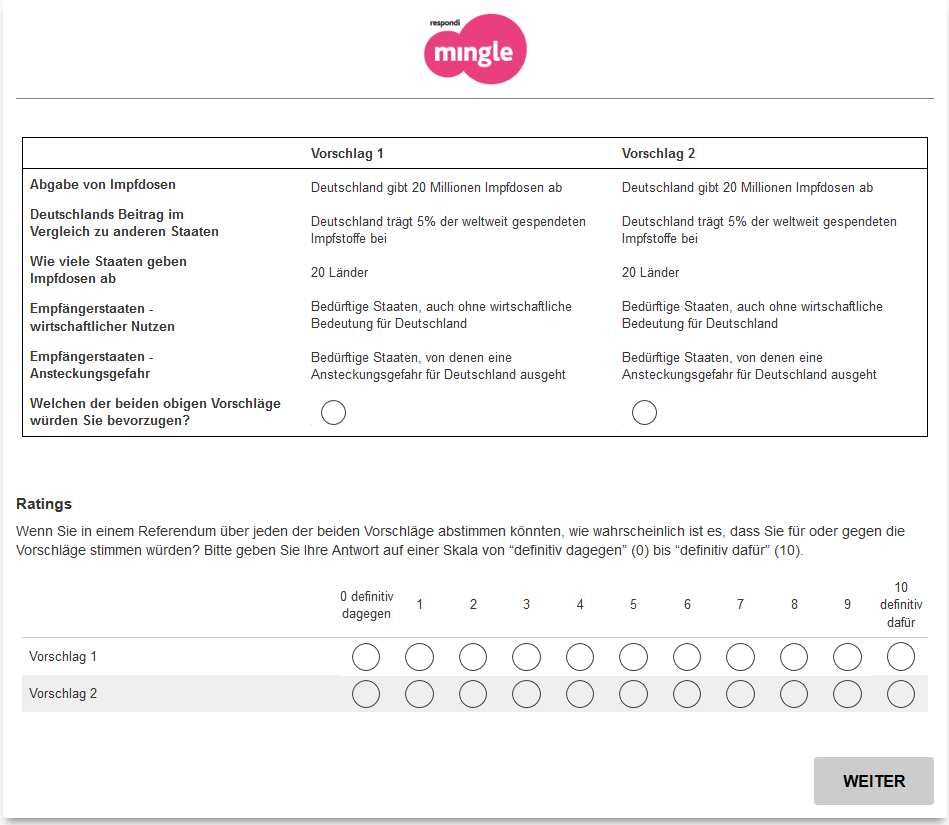 respondi
mingle
Vorschlag 1 Vorschlag 2
Abgabe von Impfdosen Deutschland gibt 20 Millionen Impfdosen ab Deutschland gibt 20 Millionen Impfdosen ab
Deutschlands Beitrag im
Vergleich zu anderen Staaten
Deutschland trägt 5% der weltweit gespendeten
Impfstoffe bei
Deutschland trägt 5% der weltweit gespendeten
Impfstoffe bei
Wie viele Staaten geben
Impfdosen ab
20 Länder
20 Länder
Empfängerstaaten -
wirtschaftlicher Nutzen
Bedürftige Staaten, auch ohne wirtschaftliche
Bedeutung für Deutschland
Bedürftige Staaten, auch ohne wirtschaftliche
Bedeutung für Deutschland
Empfängerstaaten -
Ansteckungsgefahr
Bedürftige Staaten, von denen eine
Ansteckungsgefahr für Deutschland ausgeht
Bedürftige Staaten, von denen eine
Ansteckungsgefahr für Deutschland ausgeht
Welchen der beiden obigen Vorschläge
würden Sie bevorzugen?
Ratings
Wenn Sie in einem Referendum über jeden der beiden Vorschläge abstimmen könnten, wie wahrscheinlich ist es, dass Sie für oder gegen die
Vorschläge stimmen würden? Bitte geben Sie Ihre Antwort auf einer Skala von “definitiv dagegen” (0) bis “definitiv dafür” (10).
0 definitiv
dagegen
1 2 3 4 5 6 7 8 9
10
definitiv
dafür
Vorschlag 1
Vorschlag 2
WEITER